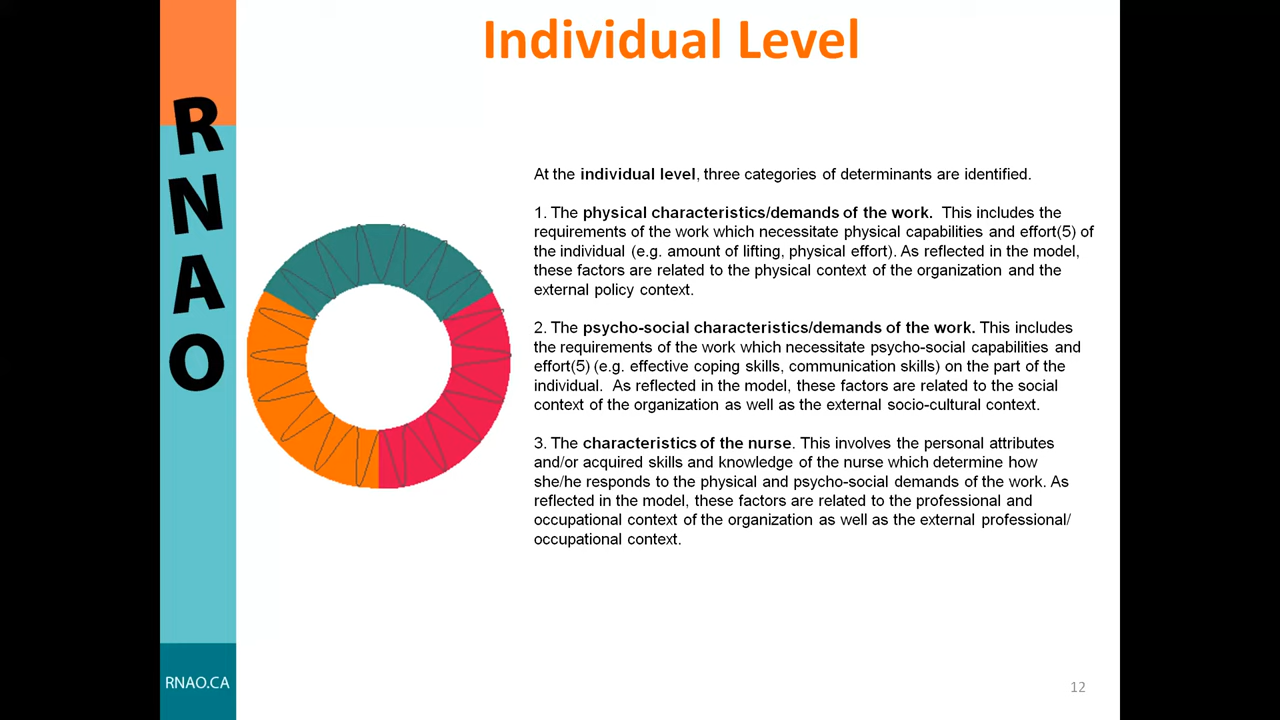 Individual Level
R
N
A
O
At the individual level, three categories of determinants are identified.
1. The physical characteristics/demands of the work.  This includes the
requirements of the work which necessitate physical capabilities and effort(5) of
the individual (e.g. amount of lifting, physical effort). As reflected in the model,
these factors are related to the physical context of the organization and the
external policy context.
2. The psycho-social characteristics/demands of the work. This includes
the requirements of the work which necessitate psycho-social capabilities and
effort(5) (e.g. effective coping skills, communication skills) on the part of the
individual.  As reflected in the model, these factors are related to the social
context of the organization as well as the external socio-cultural context.
3. The characteristics of the nurse. This involves the personal attributes
and/or acquired skills and knowledge of the nurse which determine how
she/he responds to the physical and psycho-social demands of the work. As
reflected in the model, these factors are related to the professional and
occupational context of the organization as well as the external professional/
occupational context.
RNAO.CA
12